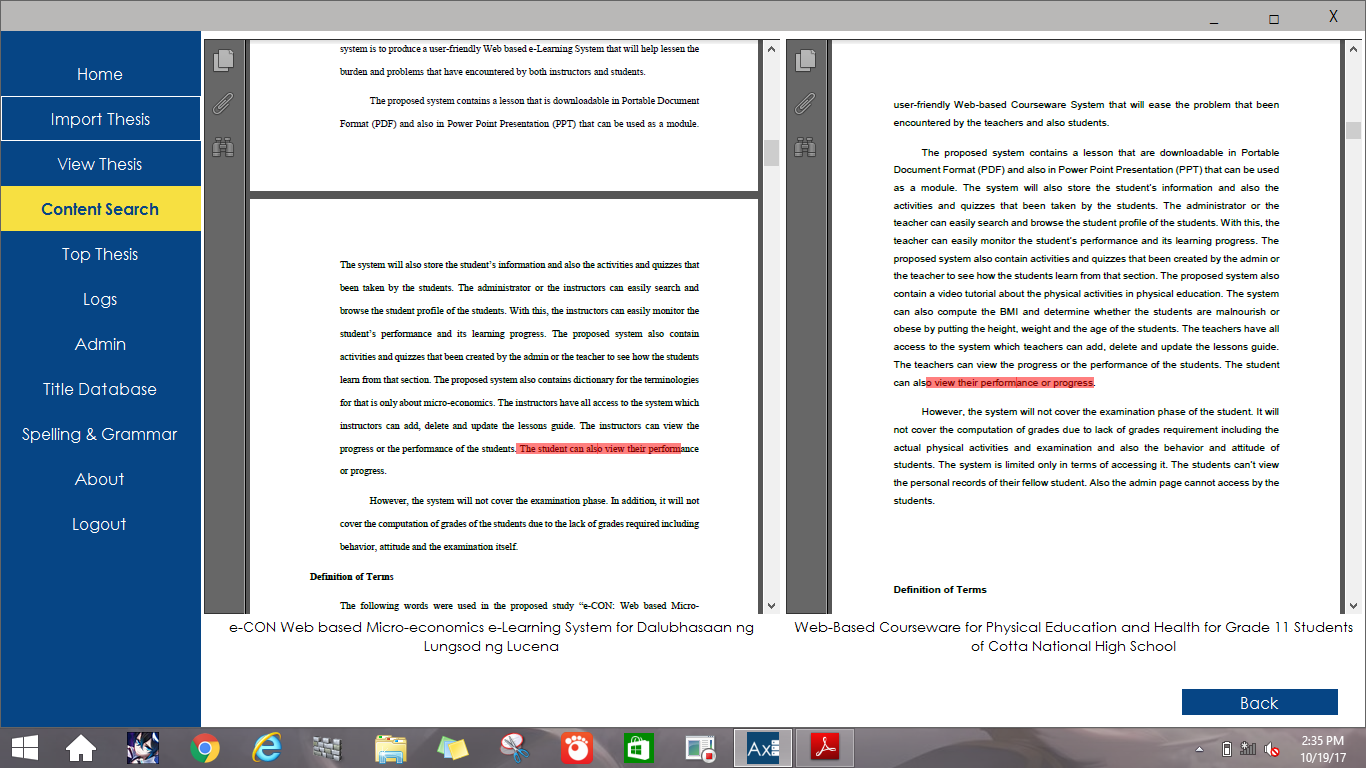 _ □ X
Home
Import Thesis
View Thesis
Content Search
Top Thesis
Logs
Admin
Title Database
Spelling & Grammar
About
Logout
system is to produce a user-friendly Web based e-Learning System that will help lessen the
burden and problems that have encountered by both instructors and students.
The proposed system contains a lesson that is downloadable in Portable Document
Format (PDF) and also in Power Point Presentation (PPT) that can be used as a module.
The system will also store the student's information and also the activities and quizzes that
been taken by the students. The administrator or the instructors can easily search and
browse the student profile of the students. With this, the instructors can easily monitor the
student's performance and its learning progress. The proposed system also contain
activities and quizzes that been created by the admin or the teacher to see how the students
learn from that section. The proposed system also contains dictionary for the terminologies
for that is only about micro-economics. The instructors have all access to the system which
instructors can add, delete and update the lessons guide. The instructors can view the
progress or the performance of the students. The student can also view their performance
or progress.
However, the system will not cover the examination phase. In addition, it will not
cover the computation of grades of the students due to the lack of grades required including
behavior, attitude and the examination itself.
Definition of Terms
The following words were used in the proposed study “e-CON: Web based Micro-
e-CON Web based Micro-economics e-Learning System for Dalubhasaan ng
Lungsod ng Lucena
user-friendly Web-based Courseware System that will ease the problem that been
encountered by the teachers and also students.
The proposed system contains a lesson that are downloadable in Portable
Document Format (PDF) and also in Power Point Presentation (PPT) that can be used
as a module. The system will also store the student's information and also the
activities and quizzes that been taken by the students. The administrator or the
teacher can easily search and browse the student profile of the students. With this, the
teacher can easily monitor the student's performance and its learning progress. The
proposed system also contain activities and quizzes that been created by the admin or
the teacher to see how the students learn from that section. The proposed system also
contain a video tutorial about the physical activities in physical education. The system
can also compute the BMI and determine whether the students are malnourish or
obese by putting the height, weight and the age of the students. The teachers have all
access to the system which teachers can add, delete and update the lessons guide.
The teachers can view the progress or the performance of the students. The student
can also view their performance or progress.
However, the system will not cover the examination phase of the student. It will
not cover the computation of grades due to lack of grades requirement including the
actual physical activities and examination and also the behavior and attitude of
students. The system is limited only in terms of accessing it. The students can't view
the personal records of their fellow student. Also the admin page cannot access by the
students.
Definition of Terms
Web-Based Courseware for Physical Education and Health for Grade 11 Students
of Cotta National High School
Back
Ax
2:35 PM
10/19/17